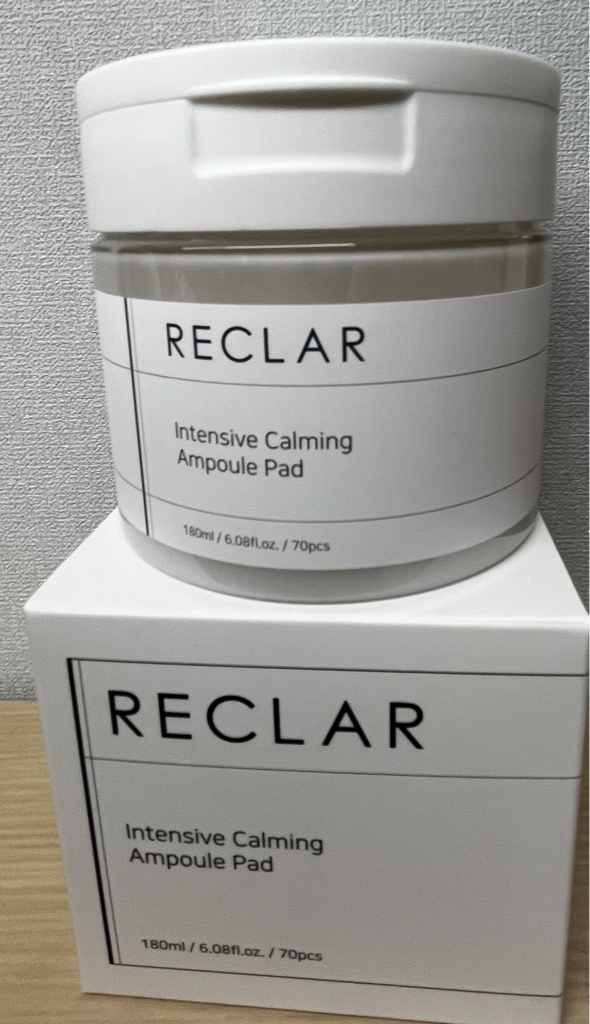 RECLAR
Intensive Calming
Ampoule Pad
180ml / 6.08fl.oz. / 70pcs
RECLAR
Intensive Calming
Ampoule Pad
180ml / 6.08fl.oz. / 70pcs